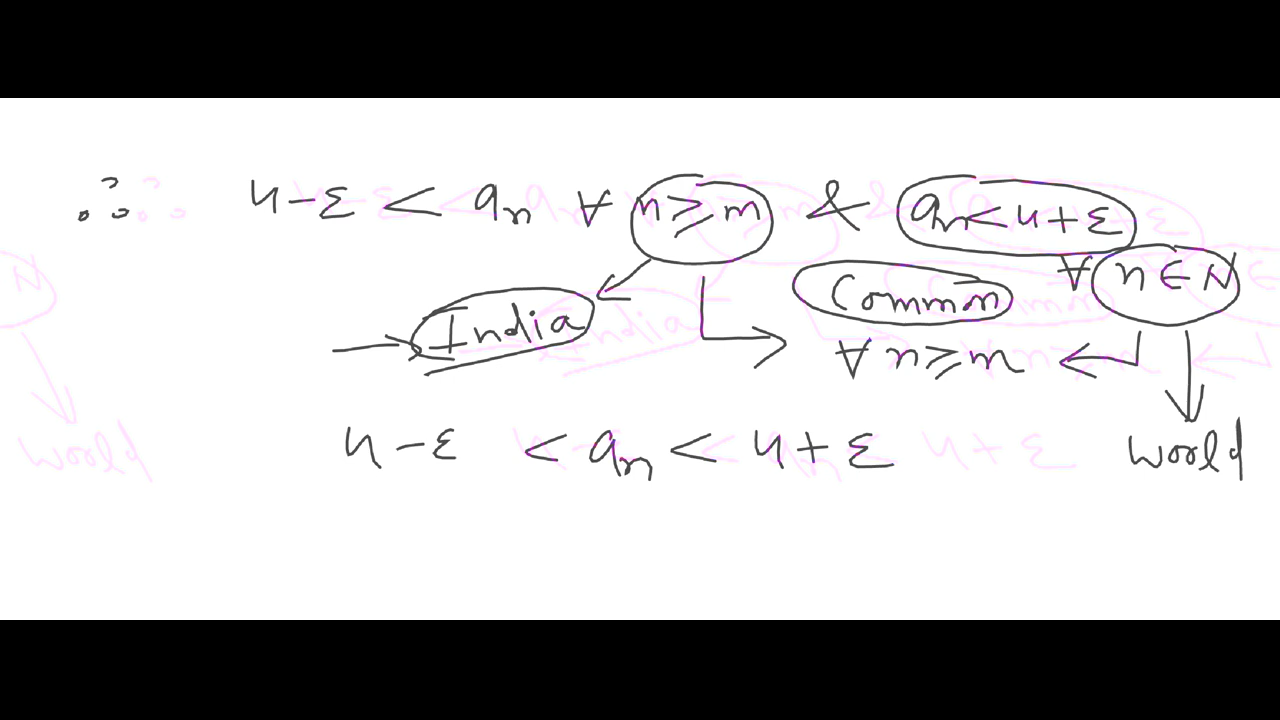 ∴ u-ε < aₙ ∀ n≥m & aₙ< u+ε
∀ n∈N
Common
India
∀ n≥m
u-ε < aₙ < u+ε
world